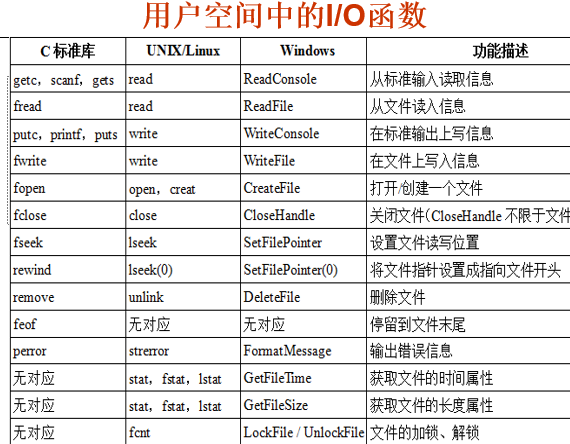 用户空间中的I/O函数
C 标准库 UNIX/Linux Windows 功能描述
getc，scanf，gets read ReadConsole 从标准输入读取信息
fread read ReadFile 从文件读入信息
putc，printf，puts write WriteConsole 在标准输出上写信息
fwrite write WriteFile 在文件上写入信息
fopen open，creat CreateFile 打开/创建一个文件
fclose close CloseHandle 关闭文件(CloseHandle 不限于文件
fseek lseek SetFilePointer 设置文件读写位置
rewind lseek(0) SetFilePointer(0) 将文件指针设置成指向文件开头
remove unlink DeleteFile 删除文件
feof 无对应 无对应 停留到文件末尾
perror strerror FormatMessage 输出错误信息
无对应 stat，fstat，lstat GetFileTime 获取文件的时间属性
无对应 stat，fstat，lstat GetFileSize 获取文件的长度属性
无对应 fcnt LockFile / UnlockFile 文件的加锁、解锁